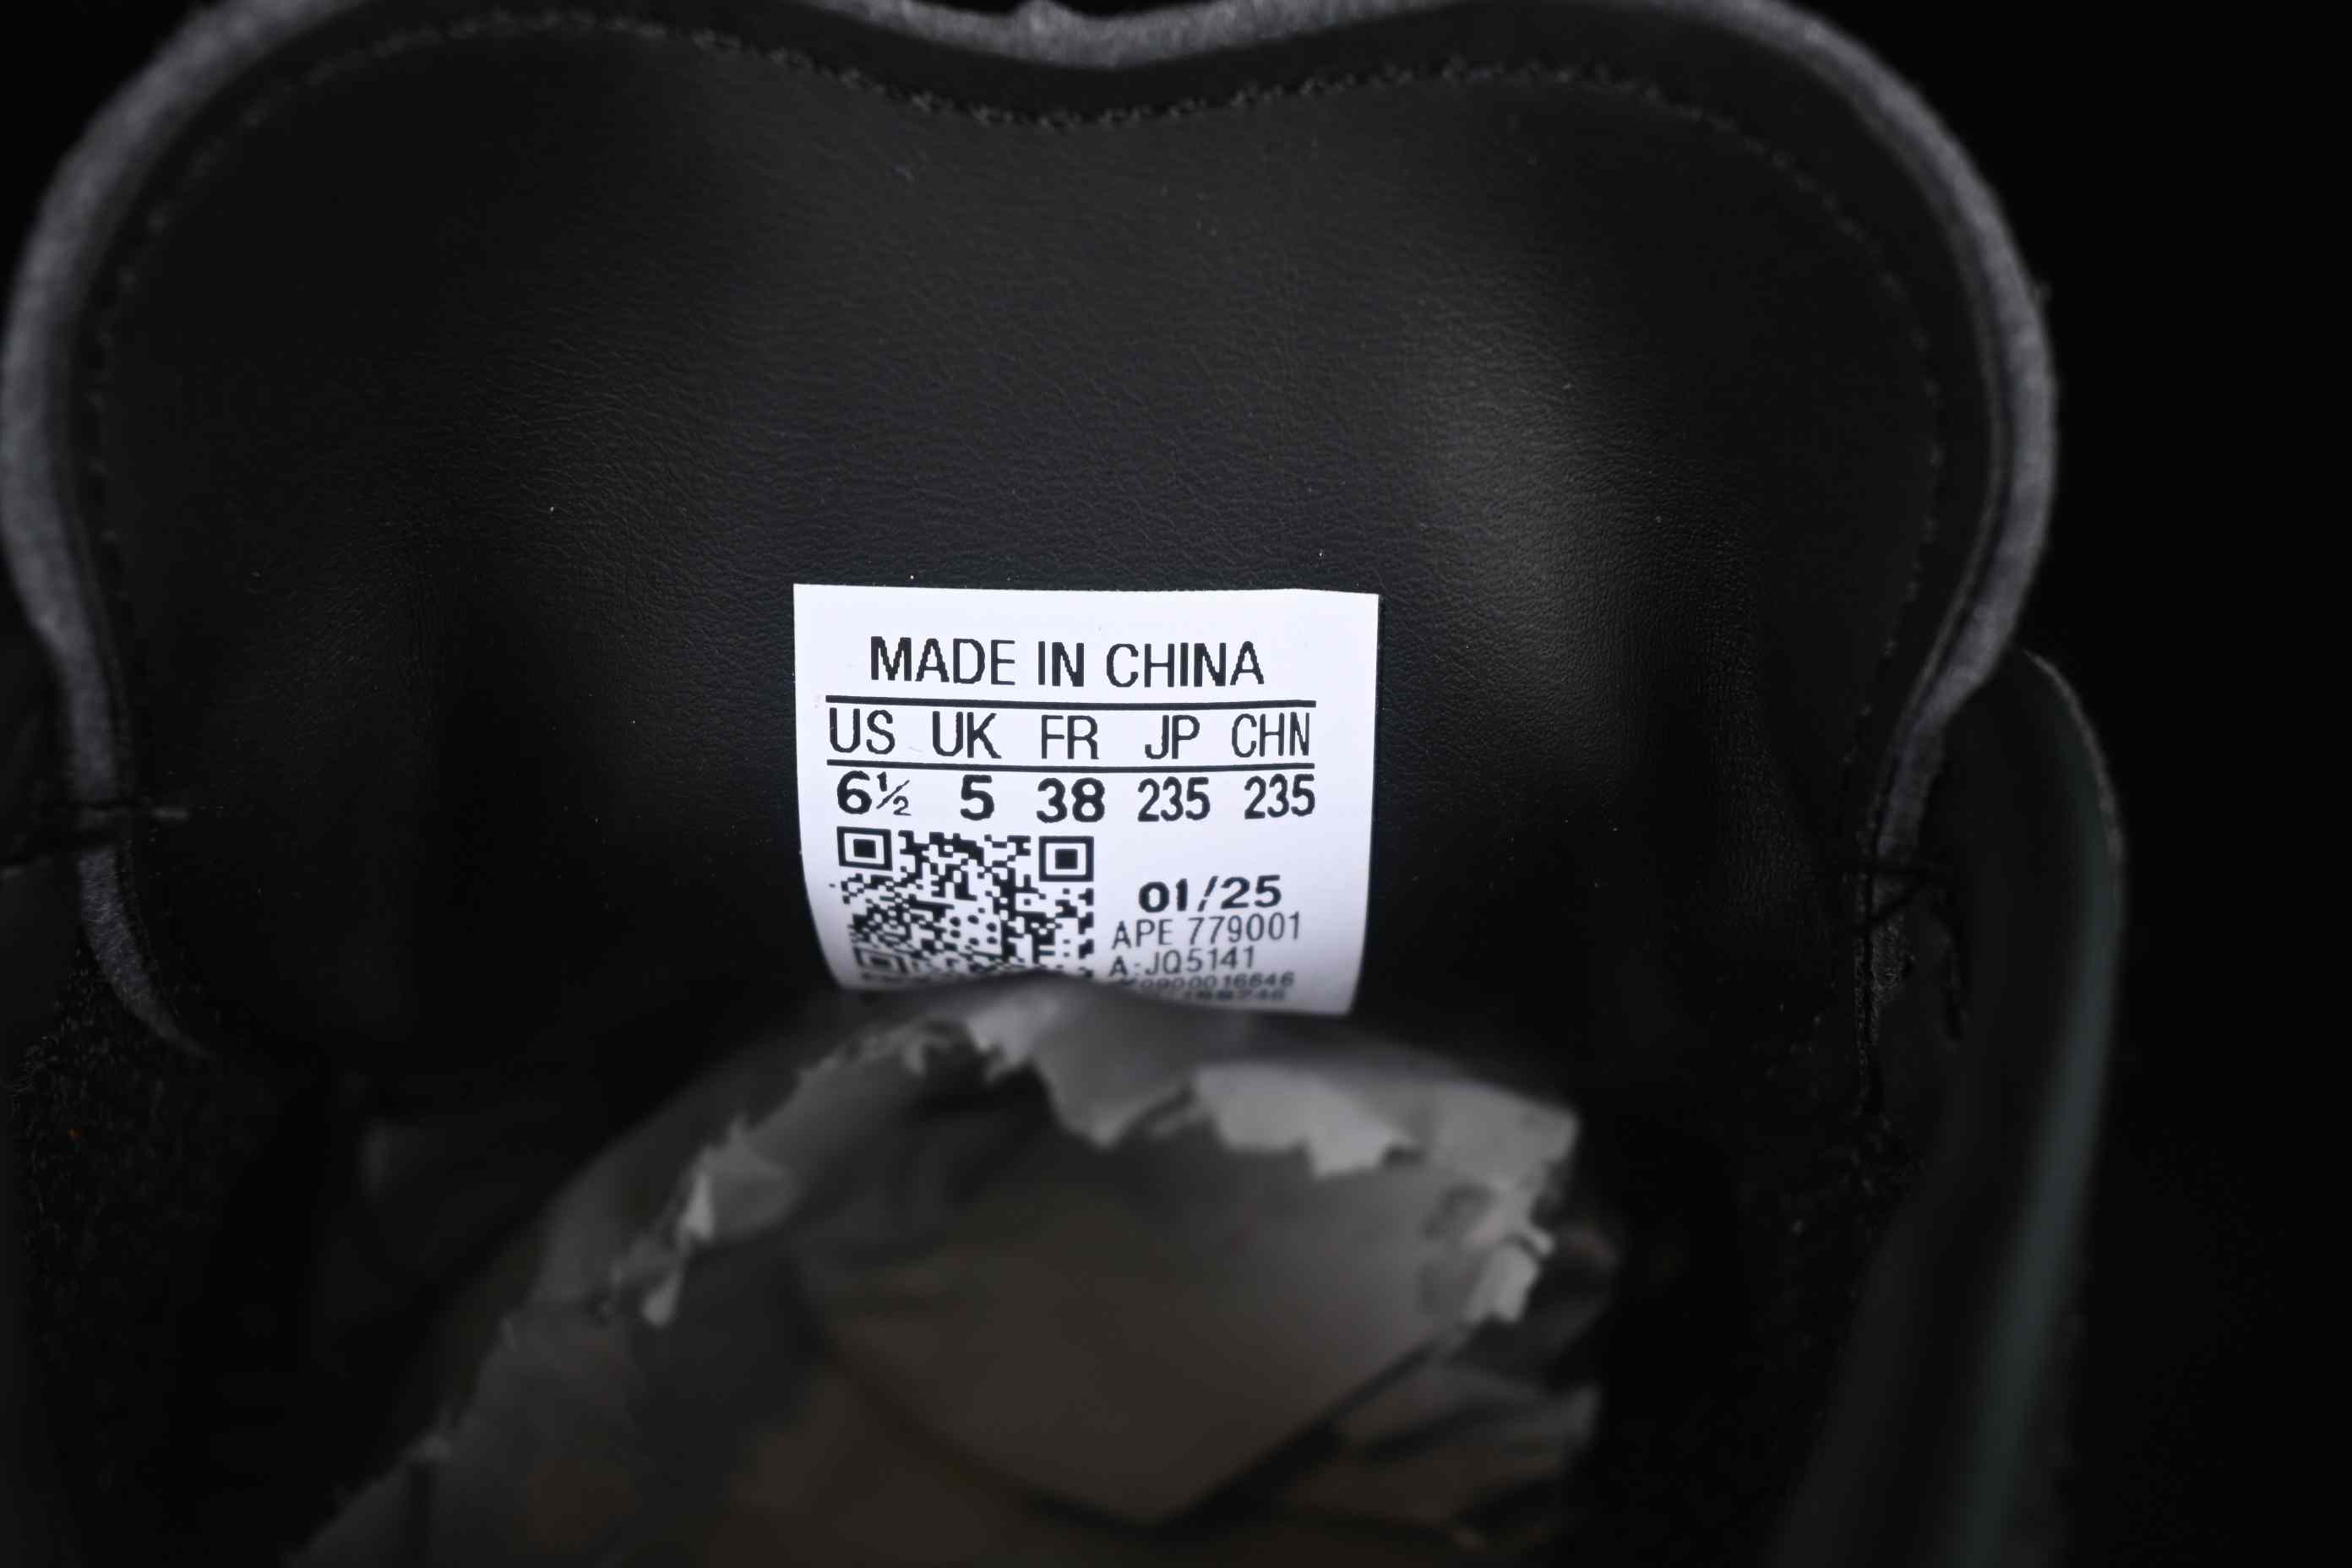 MADE IN CHINA
US UK FR JP CHN
6½ 5 38 235 235
01/25
APE 779001
A:JQ5141